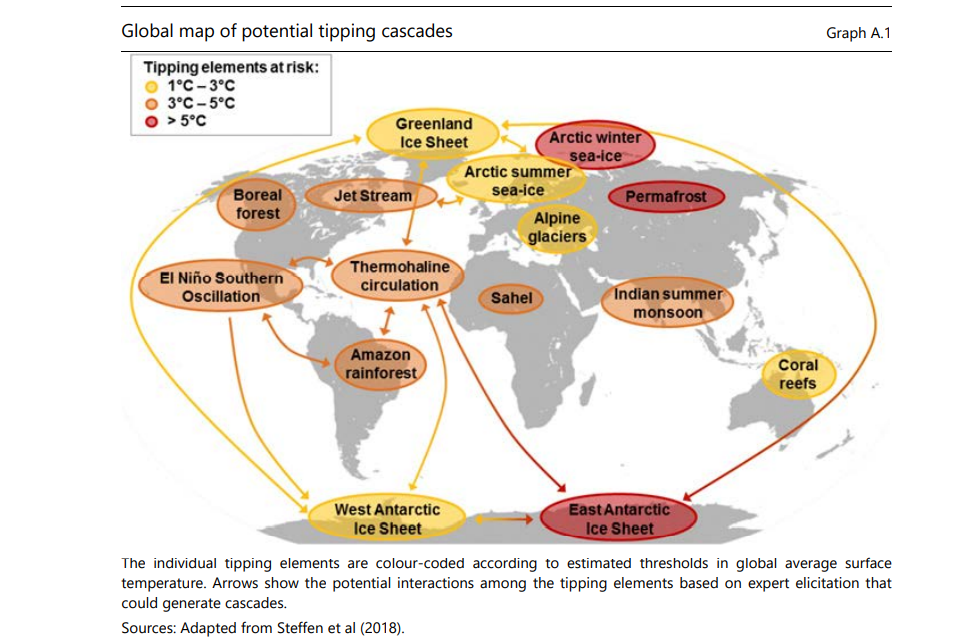 Global map of potential tipping cascades
Graph A.1
Tipping elements at risk:
1°C – 3°C
3°C – 5°C
> 5°C
Greenland
Ice Sheet
Arctic winter
sea-ice
Arctic summer
sea-ice
Boreal
forest
Jet Stream
Permafrost
Alpine
glaciers
El Niño Southern
Oscillation
Thermohaline
circulation
Sahel
Indian summer
monsoon
Amazon
rainforest
Coral
reefs
West Antarctic
Ice Sheet
East Antarctic
Ice Sheet
The individual tipping elements are colour-coded according to estimated thresholds in global average surface
temperature. Arrows show the potential interactions among the tipping elements based on expert elicitation that
could generate cascades.
Sources: Adapted from Steffen et al (2018).